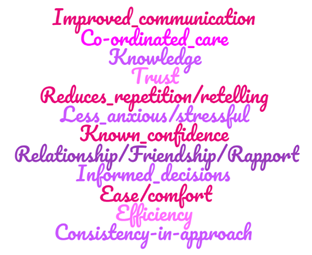 Improved_communication
Co-ordinated_care
Knowledge
Trust
Reduces_repetition/retelling
Less_anxious/stressful
Known_confidence
Relationship/Friendship/Rapport
Informed_decisions
Ease/comfort
Efficiency
Consistency-in-approach